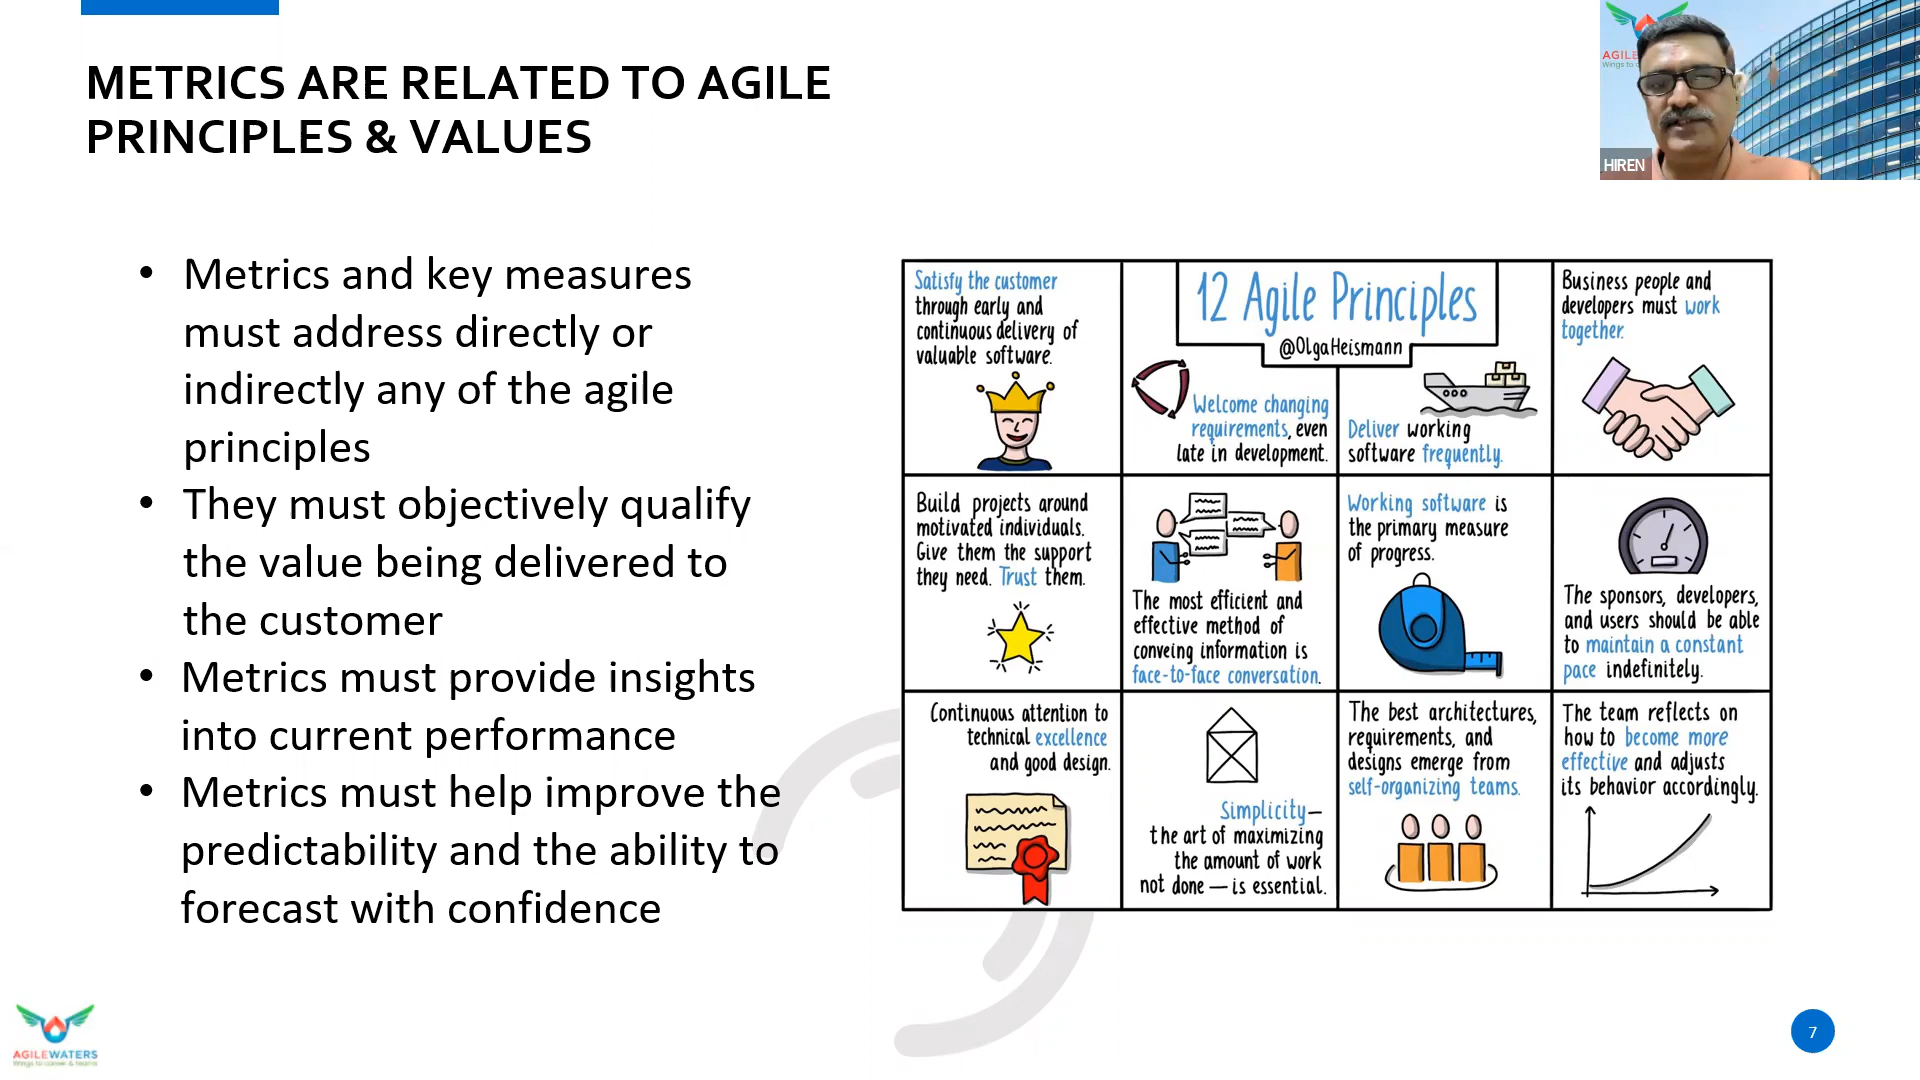 METRICS ARE RELATED TO AGILE
PRINCIPLES & VALUES
HIREN
• Metrics and key measures
must address directly or
indirectly any of the agile
principles
• They must objectively qualify
the value being delivered to
the customer
• Metrics must provide insights
into current performance
• Metrics must help improve the
predictability and the ability to
forecast with confidence
12 Agile Principles
@OlgaHeismann
Satisfy the customer
through early and
continuous delivery of
valuable software.
Welcome changing
requirements, even
late in development.
Deliver working
software frequently.
Business people and
developers must work
together.
Build projects around
motivated individuals.
Give them the support
they need. Trust them.
The most efficient and
effective method of
conveing information is
face-to-face conversation.
Working software is
the primary measure
of progress.
The sponsors, developers,
and users should be able
to maintain a constant
pace indefinitely.
Continuous attention to
technical excellence
and good design.
Simplicity—
the art of maximizing
the amount of work
not done — is essential.
The best architectures,
requirements, and
designs emerge from
self-organizing teams.
The team reflects on
how to become more
effective and adjusts
its behavior accordingly.
AGILEWATERS
Wings to career & teams
7